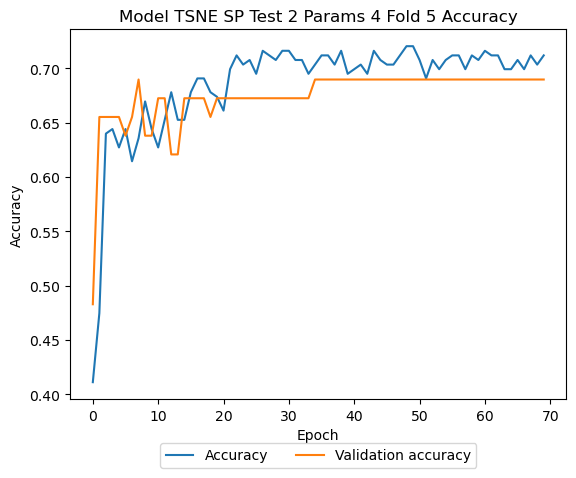 Model TSNE SP Test 2 Params 4 Fold 5 Accuracy
Accuracy
0.70
0.65
0.60
0.55
0.50
0.45
0.40
0 10 20 30 40 50 60 70
Epoch
Accuracy Validation accuracy